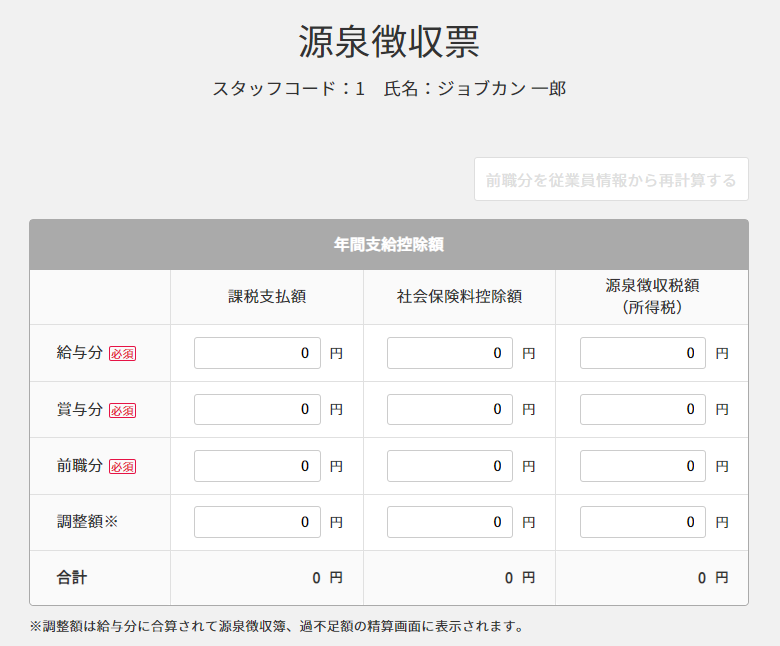 源泉徴収票
スタッフコード：1　氏名：ジョブカン 一郎
前職分を従業員情報から再計算する
年間支給控除額
課税支払額 社会保険料控除額 源泉徴収税額
（所得税）
給与分 必須 0 円 0 円 0 円
賞与分 必須 0 円 0 円 0 円
前職分 必須 0 円 0 円 0 円
調整額※ 0 円 0 円 0 円
合計 0 円 0 円 0 円
※調整額は給与分に合算されて源泉徴収簿、過不足額の精算画面に表示されます。